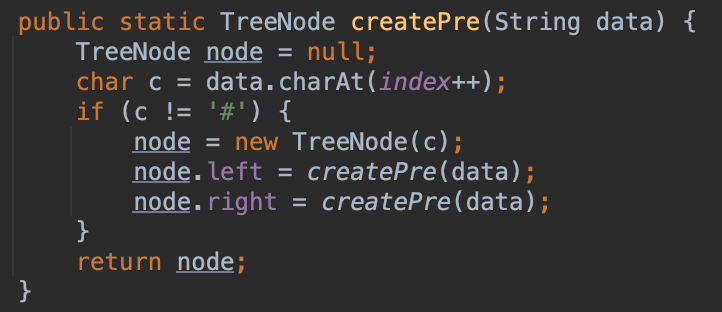 public static TreeNode createPre(String data) {
    TreeNode node = null;
    char c = data.charAt(index++);
    if (c != '#') {
        node = new TreeNode(c);
        node.left = createPre(data);
        node.right = createPre(data);
    }
    return node;
}